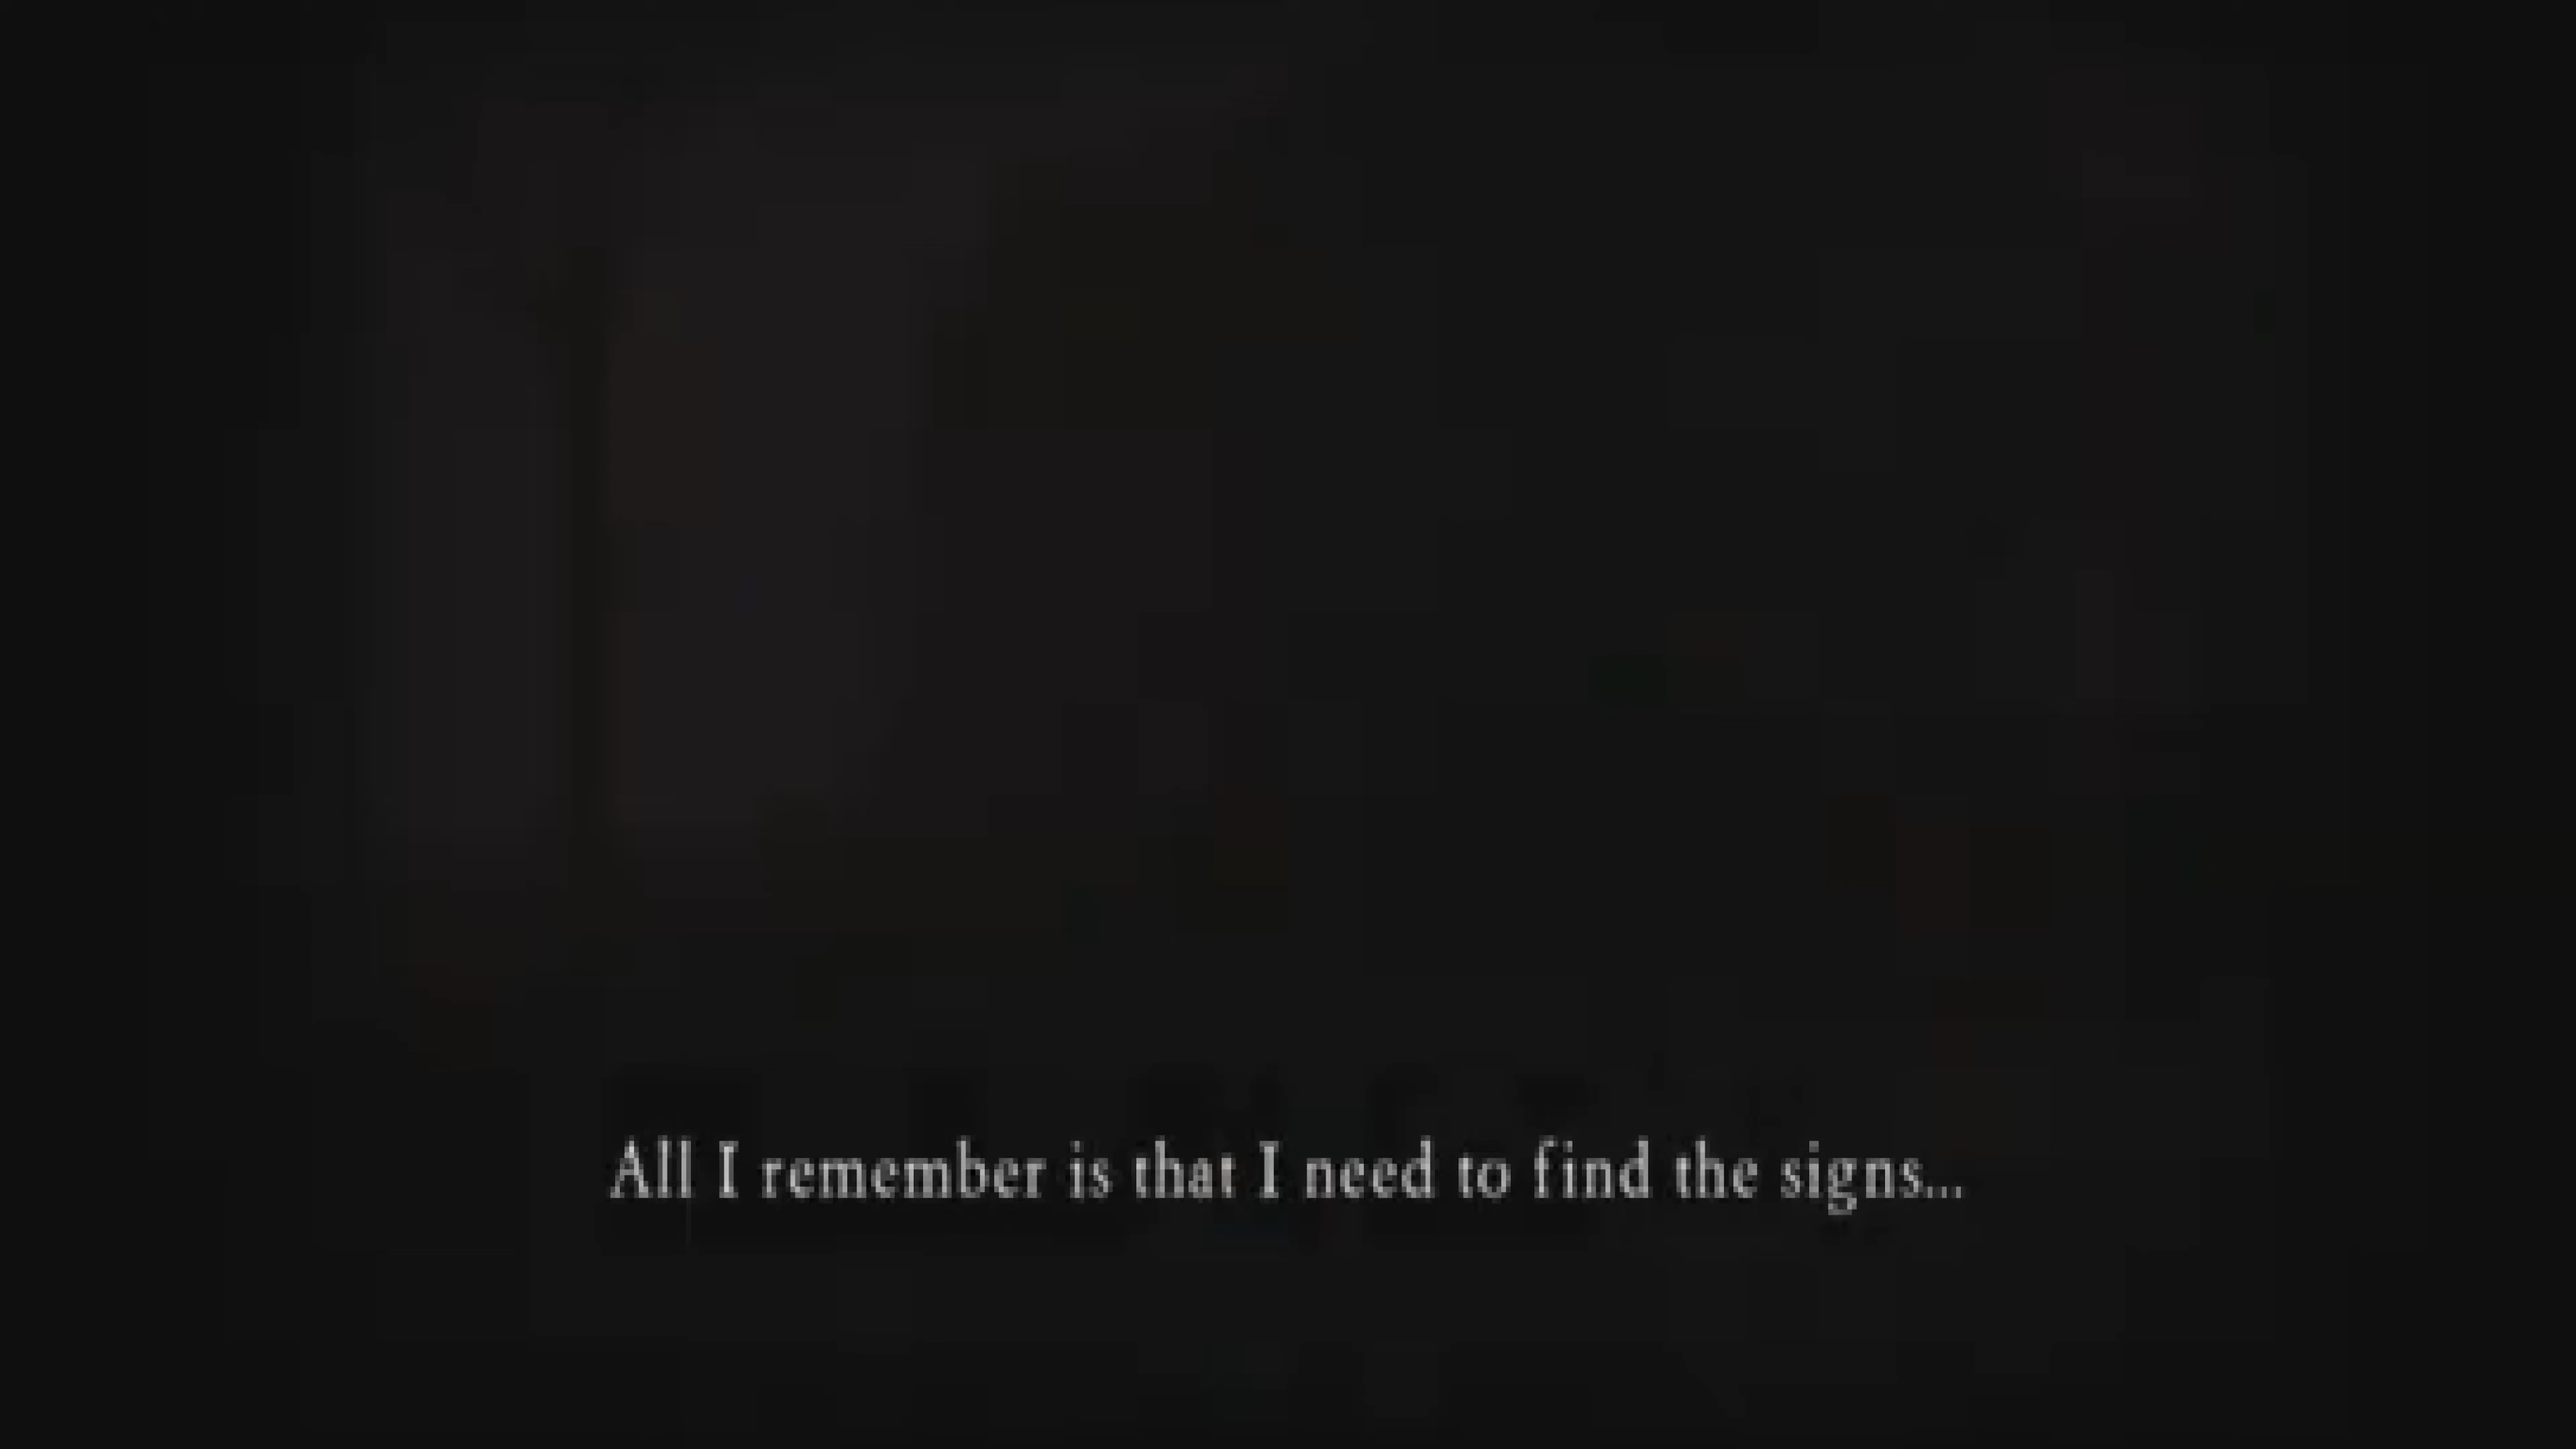 All I remember is that I need to find the signs...